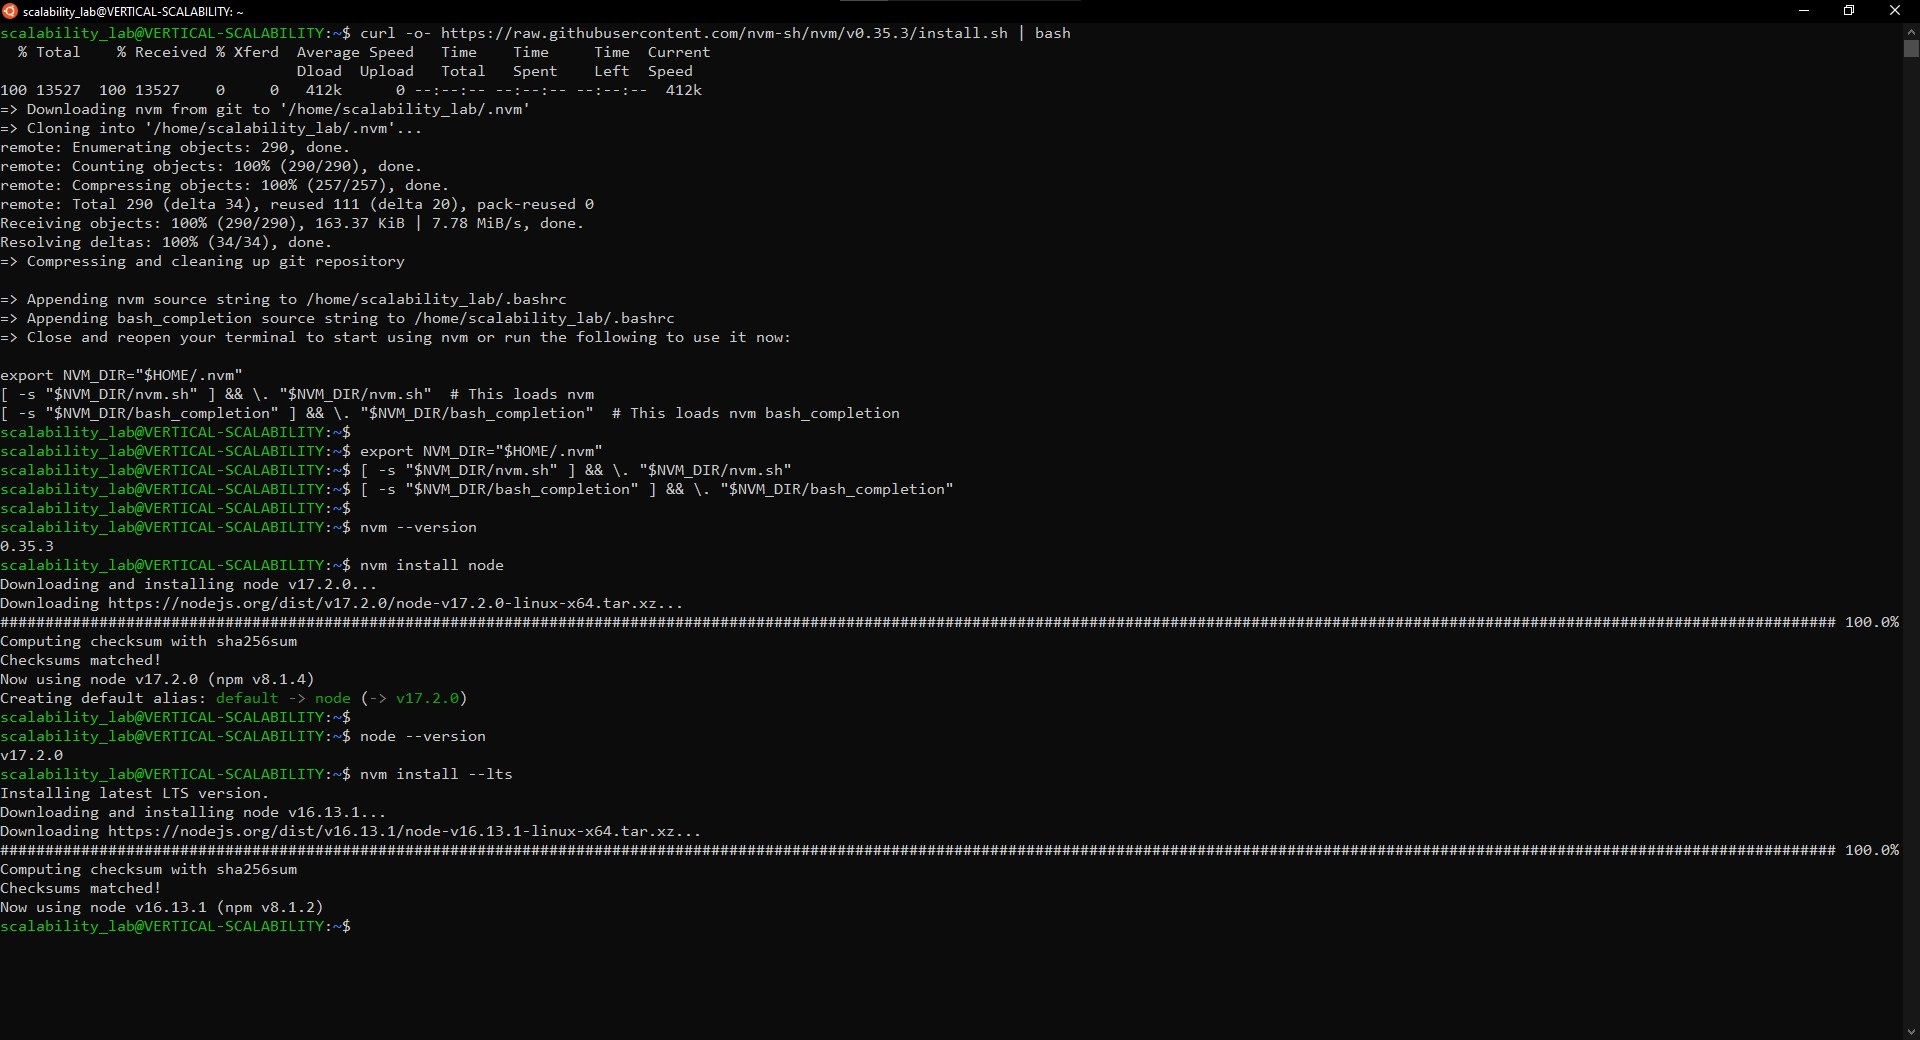 scalability_lab@VERTICAL-SCALABILITY: ~
scalability_lab@VERTICAL-SCALABILITY:~$ curl -o- https://raw.githubusercontent.com/nvm-sh/nvm/v0.35.3/install.sh | bash
  % Total    % Received % Xferd  Average Speed   Time    Time     Time  Current
                                 Dload  Upload   Total   Spent    Left  Speed
100 13527  100 13527    0     0   412k      0 --:--:-- --:--:-- --:--:--  412k
=> Downloading nvm from git to '/home/scalability_lab/.nvm'
=> Cloning into '/home/scalability_lab/.nvm'...
remote: Enumerating objects: 290, done.
remote: Counting objects: 100% (290/290), done.
remote: Compressing objects: 100% (257/257), done.
remote: Total 290 (delta 34), reused 111 (delta 20), pack-reused 0
Receiving objects: 100% (290/290), 163.37 KiB | 7.78 MiB/s, done.
Resolving deltas: 100% (34/34), done.
=> Compressing and cleaning up git repository

=> Appending nvm source string to /home/scalability_lab/.bashrc
=> Appending bash_completion source string to /home/scalability_lab/.bashrc
=> Close and reopen your terminal to start using nvm or run the following to use it now:

export NVM_DIR="$HOME/.nvm"
[ -s "$NVM_DIR/nvm.sh" ] && \. "$NVM_DIR/nvm.sh"  # This loads nvm
[ -s "$NVM_DIR/bash_completion" ] && \. "$NVM_DIR/bash_completion"  # This loads nvm bash_completion
scalability_lab@VERTICAL-SCALABILITY:~$
scalability_lab@VERTICAL-SCALABILITY:~$ export NVM_DIR="$HOME/.nvm"
scalability_lab@VERTICAL-SCALABILITY:~$ [ -s "$NVM_DIR/nvm.sh" ] && \. "$NVM_DIR/nvm.sh"
scalability_lab@VERTICAL-SCALABILITY:~$ [ -s "$NVM_DIR/bash_completion" ] && \. "$NVM_DIR/bash_completion"
scalability_lab@VERTICAL-SCALABILITY:~$
scalability_lab@VERTICAL-SCALABILITY:~$ nvm --version
0.35.3
scalability_lab@VERTICAL-SCALABILITY:~$ nvm install node
Downloading and installing node v17.2.0...
Downloading https://nodejs.org/dist/v17.2.0/node-v17.2.0-linux-x64.tar.xz...
############################################################################################################################################################################################################ 100.0%
Computing checksum with sha256sum
Checksums matched!
Now using node v17.2.0 (npm v8.1.4)
Creating default alias: default -> node (-> v17.2.0)
scalability_lab@VERTICAL-SCALABILITY:~$
scalability_lab@VERTICAL-SCALABILITY:~$ node --version
v17.2.0
scalability_lab@VERTICAL-SCALABILITY:~$ nvm install --lts
Installing latest LTS version.
Downloading and installing node v16.13.1...
Downloading https://nodejs.org/dist/v16.13.1/node-v16.13.1-linux-x64.tar.xz...
############################################################################################################################################################################################################ 100.0%
Computing checksum with sha256sum
Checksums matched!
Now using node v16.13.1 (npm v8.1.2)
scalability_lab@VERTICAL-SCALABILITY:~$